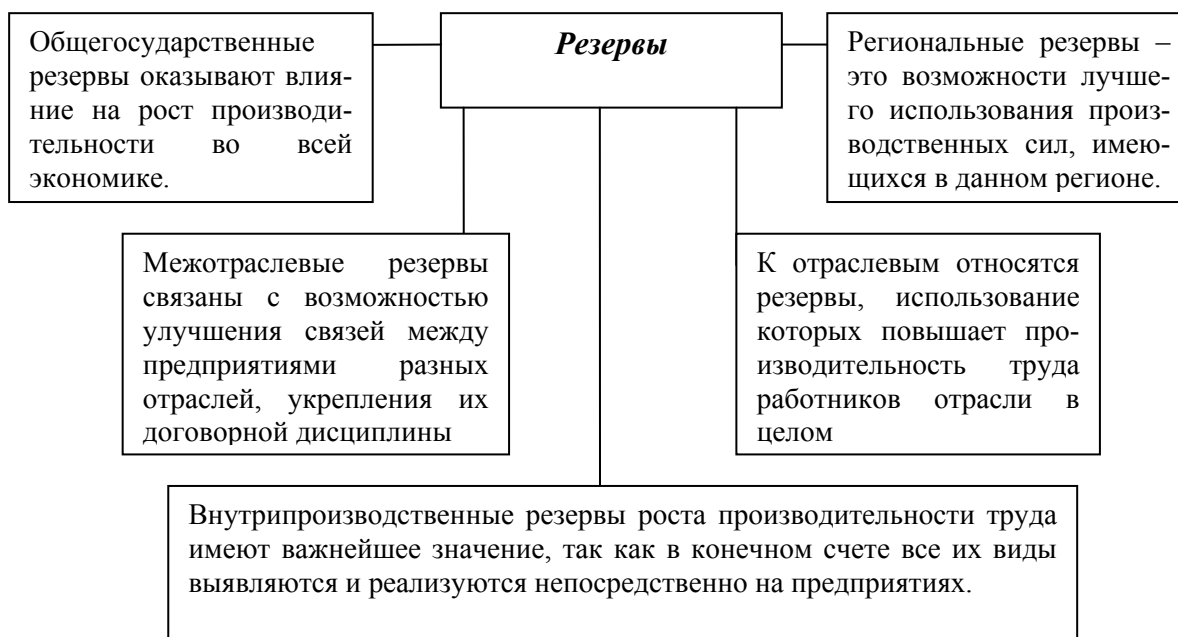 Резервы
Общегосударственные
резервы оказывают влия-
ние на рост производи-
тельности во всей
экономике.
Региональные резервы –
это возможности лучше-
го использования произ-
водственных сил, имею-
щихся в данном регионе.
Межотраслевые резервы
связаны с возможностью
улучшения связей между
предприятиями разных
отраслей, укрепления их
договорной дисциплины
К отраслевым относятся
резервы, использование
которых повышает про-
изводительность труда
работников отрасли в
целом
Внутрипроизводственные резервы роста производительности труда
имеют важнейшее значение, так как в конечном счете все их виды
выявляются и реализуются непосредственно на предприятиях.